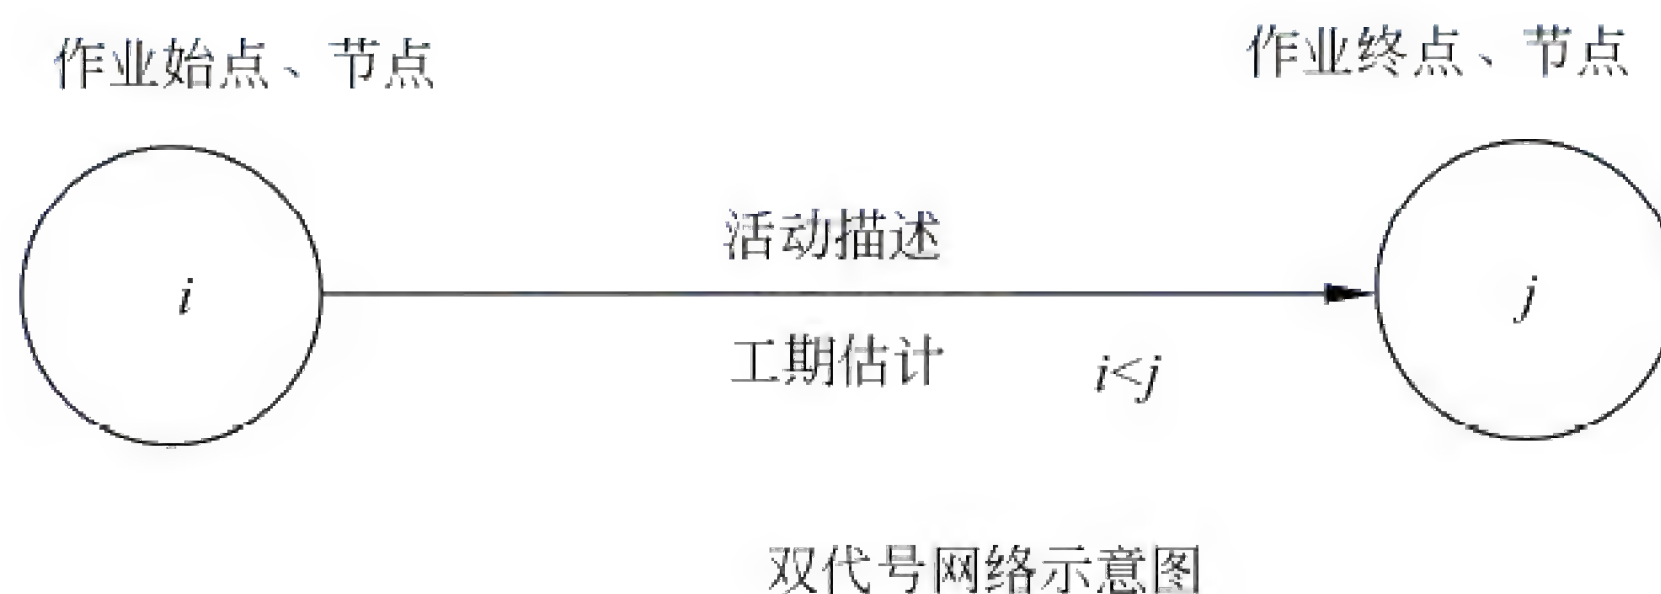 作业始点、节点
作业终点、节点
活动描述
i
j
工期估计
i<j
双代号网络示意图